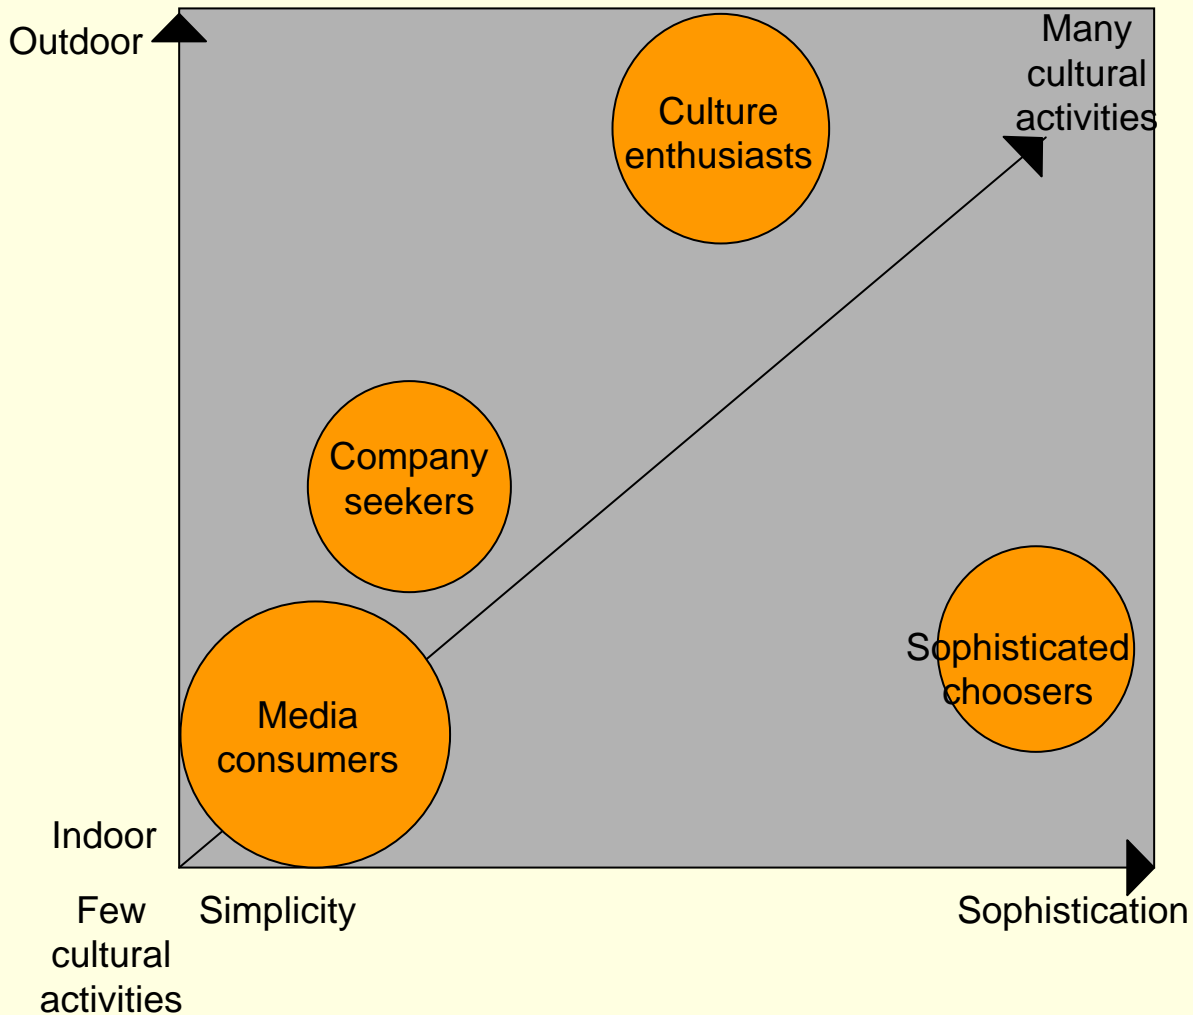 Outdoor
Many
cultural
activities
Culture
enthusiasts
Company
seekers
Sophisticated
choosers
Media
consumers
Indoor
Few
cultural
activities
Simplicity
Sophistication